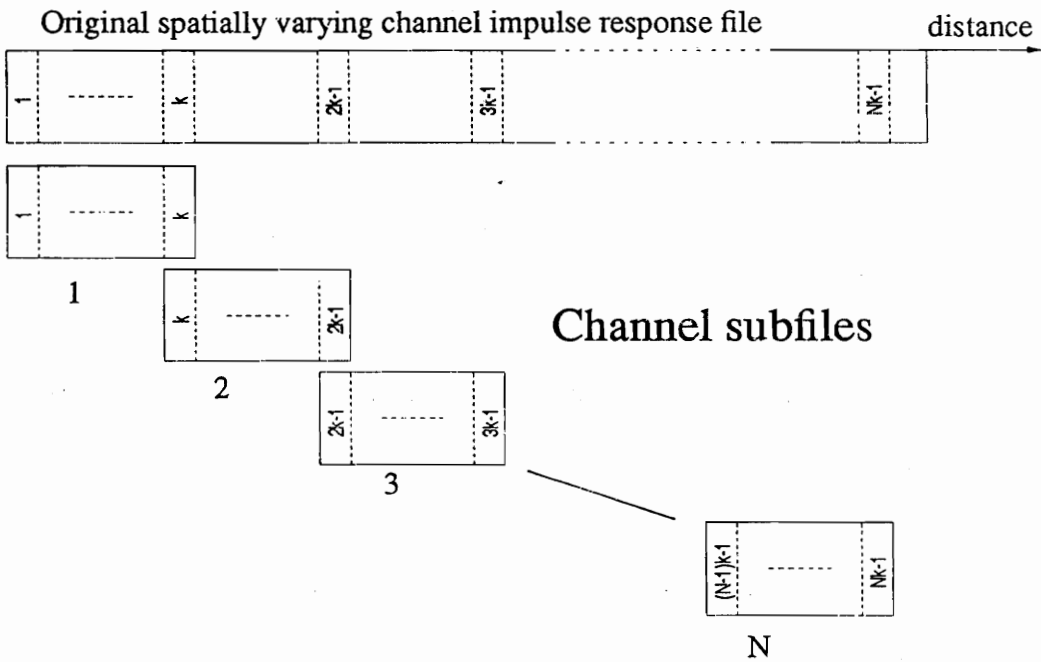 Original spatially varying channel impulse response file
distance
1 k 2k-1 3k-1 Nk-1
1 k
1
k 2k-1
Channel subfiles
2
2k-1 3k-1
3
(N-1)k-1 Nk-1
N